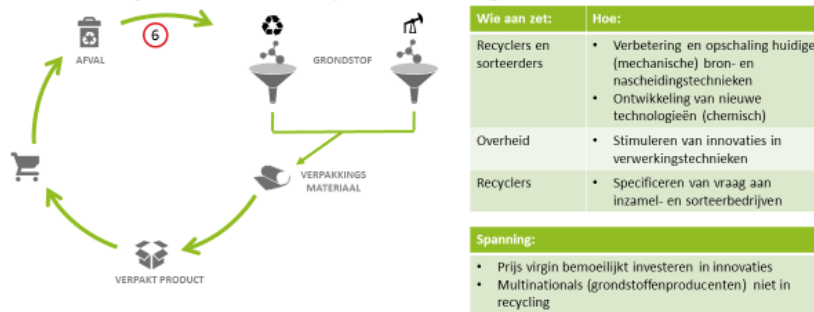 6
AFVAL
GRONDSTOF
VERPAKKINGS
MATERIAAL
VERPAKT PRODUCT
Wie aan zet: Hoe:
Recyclers en
sorteerders
• Verbetering en opschaling huidige
(mechanische) bron- en
nascheidingstechnieken
• Ontwikkeling van nieuwe
technologieën (chemisch)
Overheid
• Stimuleren van innovaties in
verwerkingstechnieken
Recyclers
• Specificeren van vraag aan
inzamel- en sorteerbedrijven
Spanning:
• Prijs virgin bemoeilijkt investeren in innovaties
• Multinationals (grondstoffenproducenten) niet in
recycling